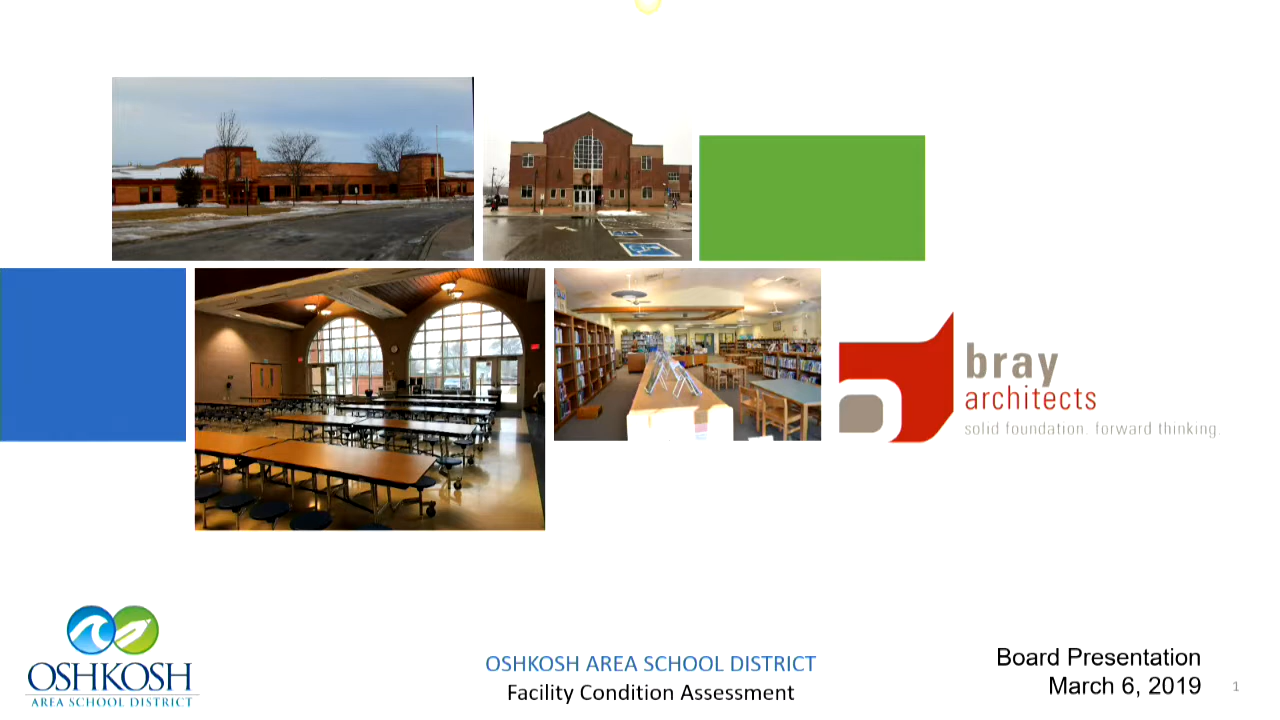 bray
architects
solid foundation. forward thinking.
OSHKOSH
AREA SCHOOL DISTRICT
OSHKOSH AREA SCHOOL DISTRICT
Facility Condition Assessment
Board Presentation
March 6, 2019
1